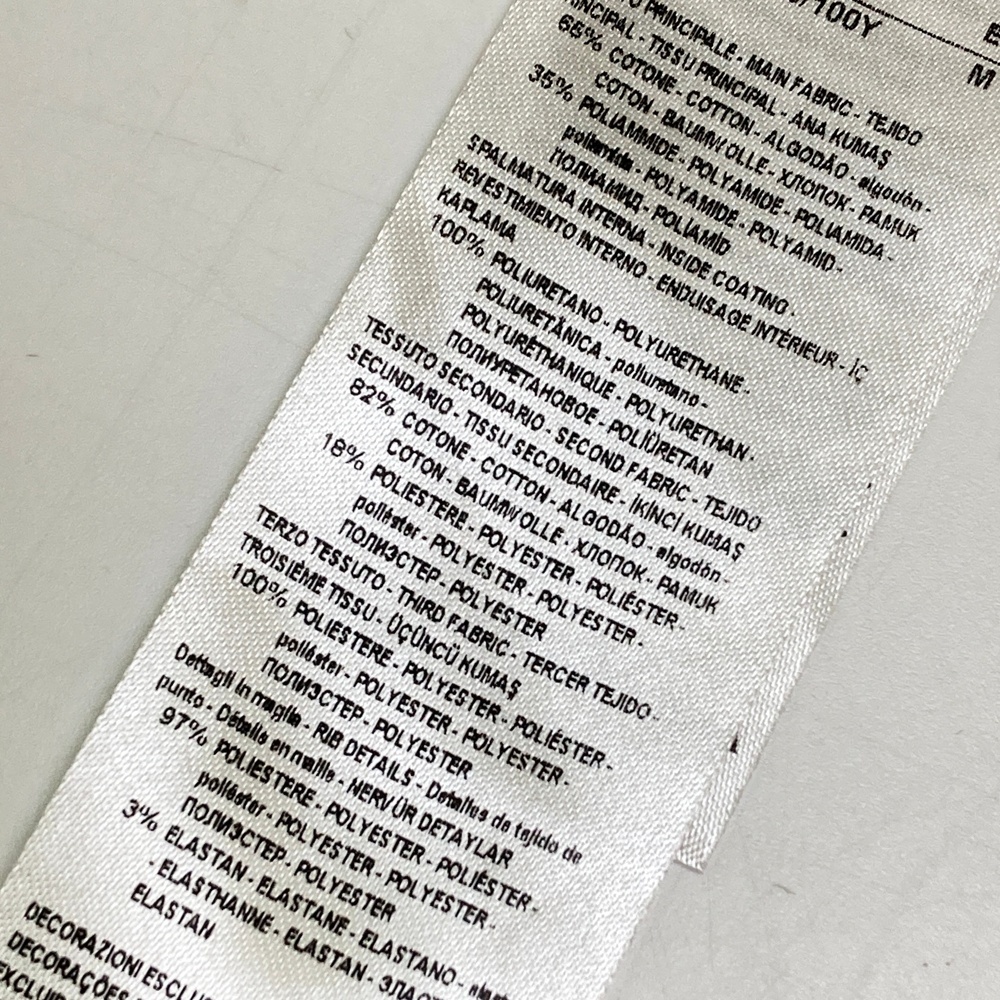 /100Y
M
PRINCIPALE - MAIN FABRIC - TEJIDO
PRINCIPAL - TISSU PRINCIPAL - ANA KUMAŞ
65% COTONE - COTTON - ALGODÃO - algodón -
COTON - BAUMWOLLE - ХЛОПОК - PAMUK
35% POLIAMMIDE - POLYAMIDE - POLIAMIDA -
poliamida - POLYAMIDE - POLYAMID -
ПОЛИАМИД - POLİAMİD
SPALMATURA INTERNA - INSIDE COATING -
REVESTIMIENTO INTERNO - ENDUISAGE INTÉRIEUR - İÇ
KAPLAMA
100% POLIURETANO - POLYURETHANE -
POLIURETÂNICA - poliuretano -
POLYURÉTHANIQUE - POLYURETHAN -
ПОЛИУРЕТАНОВОЕ - POLİÜRETAN
TESSUTO SECONDARIO - SECOND FABRIC - TEJIDO
SECUNDARIO - TISSU SECONDAIRE - İKİNCİ KUMAŞ
82% COTONE - COTTON - ALGODÃO - algodón -
COTON - BAUMWOLLE - ХЛОПОК - PAMUK
18% POLIESTERE - POLYESTER - POLIÉSTER -
poliéster - POLYESTER - POLYESTER -
ПОЛИЭСТЕР - POLYESTER
TERZO TESSUTO - THIRD FABRIC - TERCER TEJIDO -
TROISIÈME TISSU - ÜÇÜNCÜ KUMAŞ
100% POLIESTERE - POLYESTER - POLIÉSTER -
poliéster - POLYESTER - POLYESTER -
ПОЛИЭСТЕР - POLYESTER
Dettagli in maglia - RIB DETAILS - Detalles de tejido de
punto - Détails en maille - NERVÜR DETAYLAR
97% POLIESTERE - POLYESTER - POLIÉSTER -
poliéster - POLYESTER - POLYESTER -
ПОЛИЭСТЕР - POLYESTER
3% ELASTAN - ELASTANE - ELASTANO -
- ELASTHANNE - ELASTAN -
ELASTAN
DECORAZIONI
DECORAÇÕES